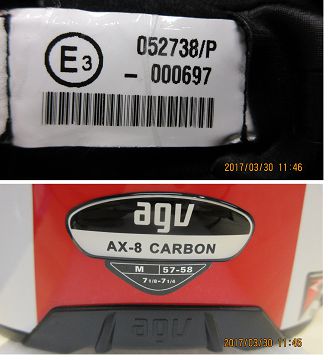 E3
052738/P
- 000697
2017/03/30 11:46
agv
AX-8 CARBON
M 57-58
7 1/8-7 1/4
agv
2017/03/30 11:45